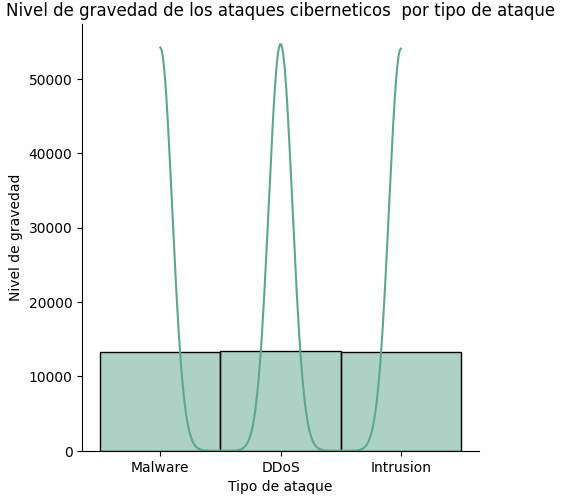 Nivel de gravedad de los ataques ciberneticos  por tipo de ataque
50000
40000
30000
20000
10000
0
Nivel de gravedad
Malware DDoS Intrusion
Tipo de ataque